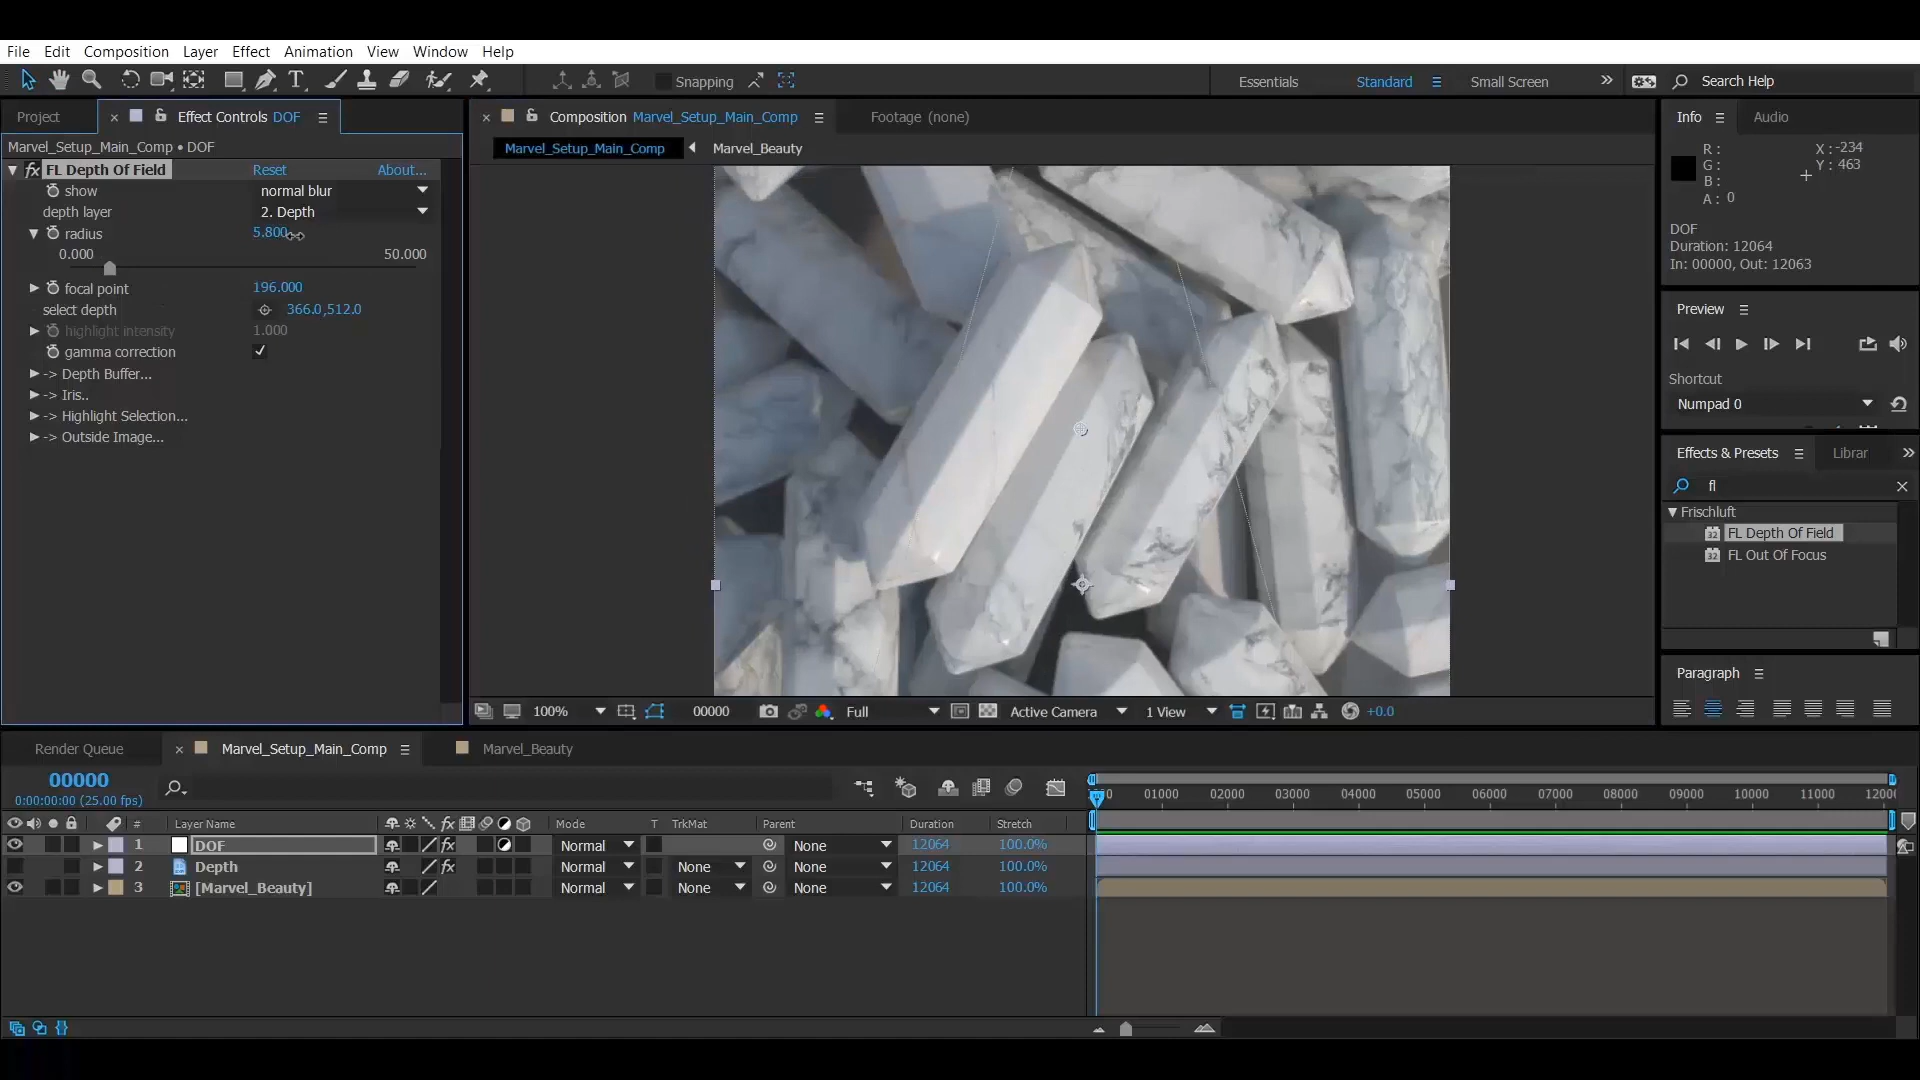 File Edit Composition Layer Effect Animation View Window Help
Snapping Essentials Standard Small Screen » Search Help
Project × Effect Controls DOF × Composition Marvel_Setup_Main_Comp Footage (none) Info Audio
Marvel_Setup_Main_Comp • DOF Marvel_Setup_Main_Comp Marvel_Beauty
fx FL Depth Of Field Reset About...
show normal blur
depth layer 2. Depth
radius 5.800
0.000 50.000
focal point 196.000
select depth 366.0,512.0
highlight intensity 1.000
gamma correction ✓
-> Depth Buffer...
-> Iris..
-> Highlight Selection...
-> Outside Image...
R :
G :
B :
A : 0
X : -234
Y : 463
DOF
Duration: 12064
In: 00000, Out: 12063
Preview
Shortcut
Numpad 0
Effects & Presets Librar »
fl
Frischluft
32 FL Depth Of Field
32 FL Out Of Focus
Paragraph
100% 00000 Full Active Camera 1 View +0.0
Render Queue × Marvel_Setup_Main_Comp Marvel_Beauty
00000
0:00:00:00 (25.00 fps)
01000 02000 03000 04000 05000 06000 07000 08000 09000 10000 11000
# Layer Name fx Mode T TrkMat Parent Duration Stretch
1 DOF fx Normal None 12064 100.0%
2 Depth fx Normal None None 12064 100.0%
3 [Marvel_Beauty] Normal None None 12064 100.0%